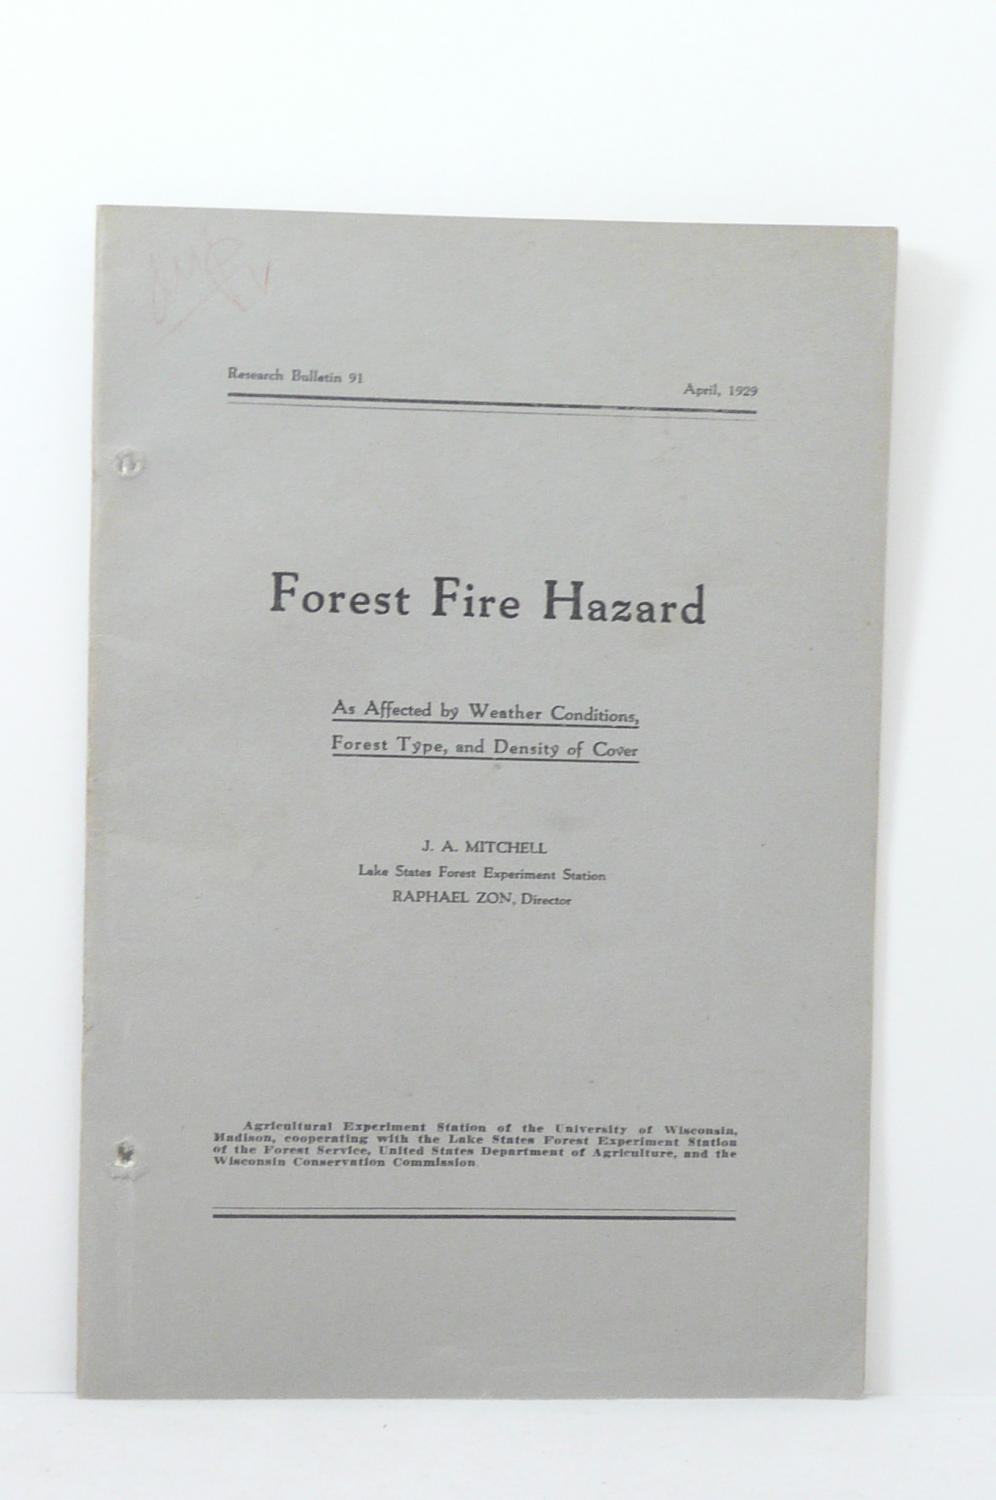 Research Bulletin 91
April, 1929
Forest Fire Hazard
As Affected by Weather Conditions,
Forest Type, and Density of Cover
J. A. MITCHELL
Lake States Forest Experiment Station
RAPHAEL ZON, Director
Agricultural Experiment Station of the University of Wisconsin,
Madison, cooperating with the Lake States Forest Experiment Station
of the Forest Service, United States Department of Agriculture, and the
Wisconsin Conservation Commission.